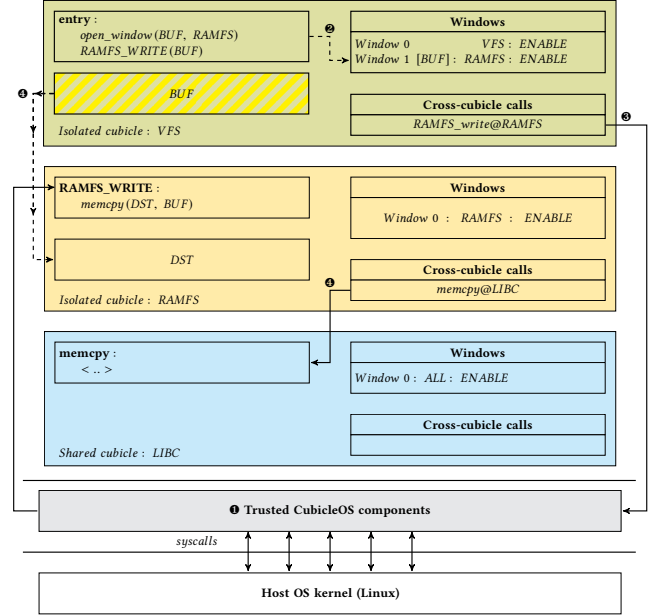 entry :
open_window(BUF, RAMFS)
RAMFS_WRITE(BUF)
❷
Windows
Window 0 VFS : ENABLE
Window 1 [BUF] : RAMFS : ENABLE
❹
BUF
Cross-cubicle calls
RAMFS_write@RAMFS
❸
Isolated cubicle : VFS
RAMFS_WRITE :
memcpy(DST, BUF)
Windows
Window 0 : RAMFS : ENABLE
DST
Cross-cubicle calls
memcpy@LIBC
❹
Isolated cubicle : RAMFS
memcpy :
< .. >
Windows
Window 0 : ALL : ENABLE
Cross-cubicle calls
Shared cubicle : LIBC
❶ Trusted CubicleOS components
syscalls
Host OS kernel (Linux)